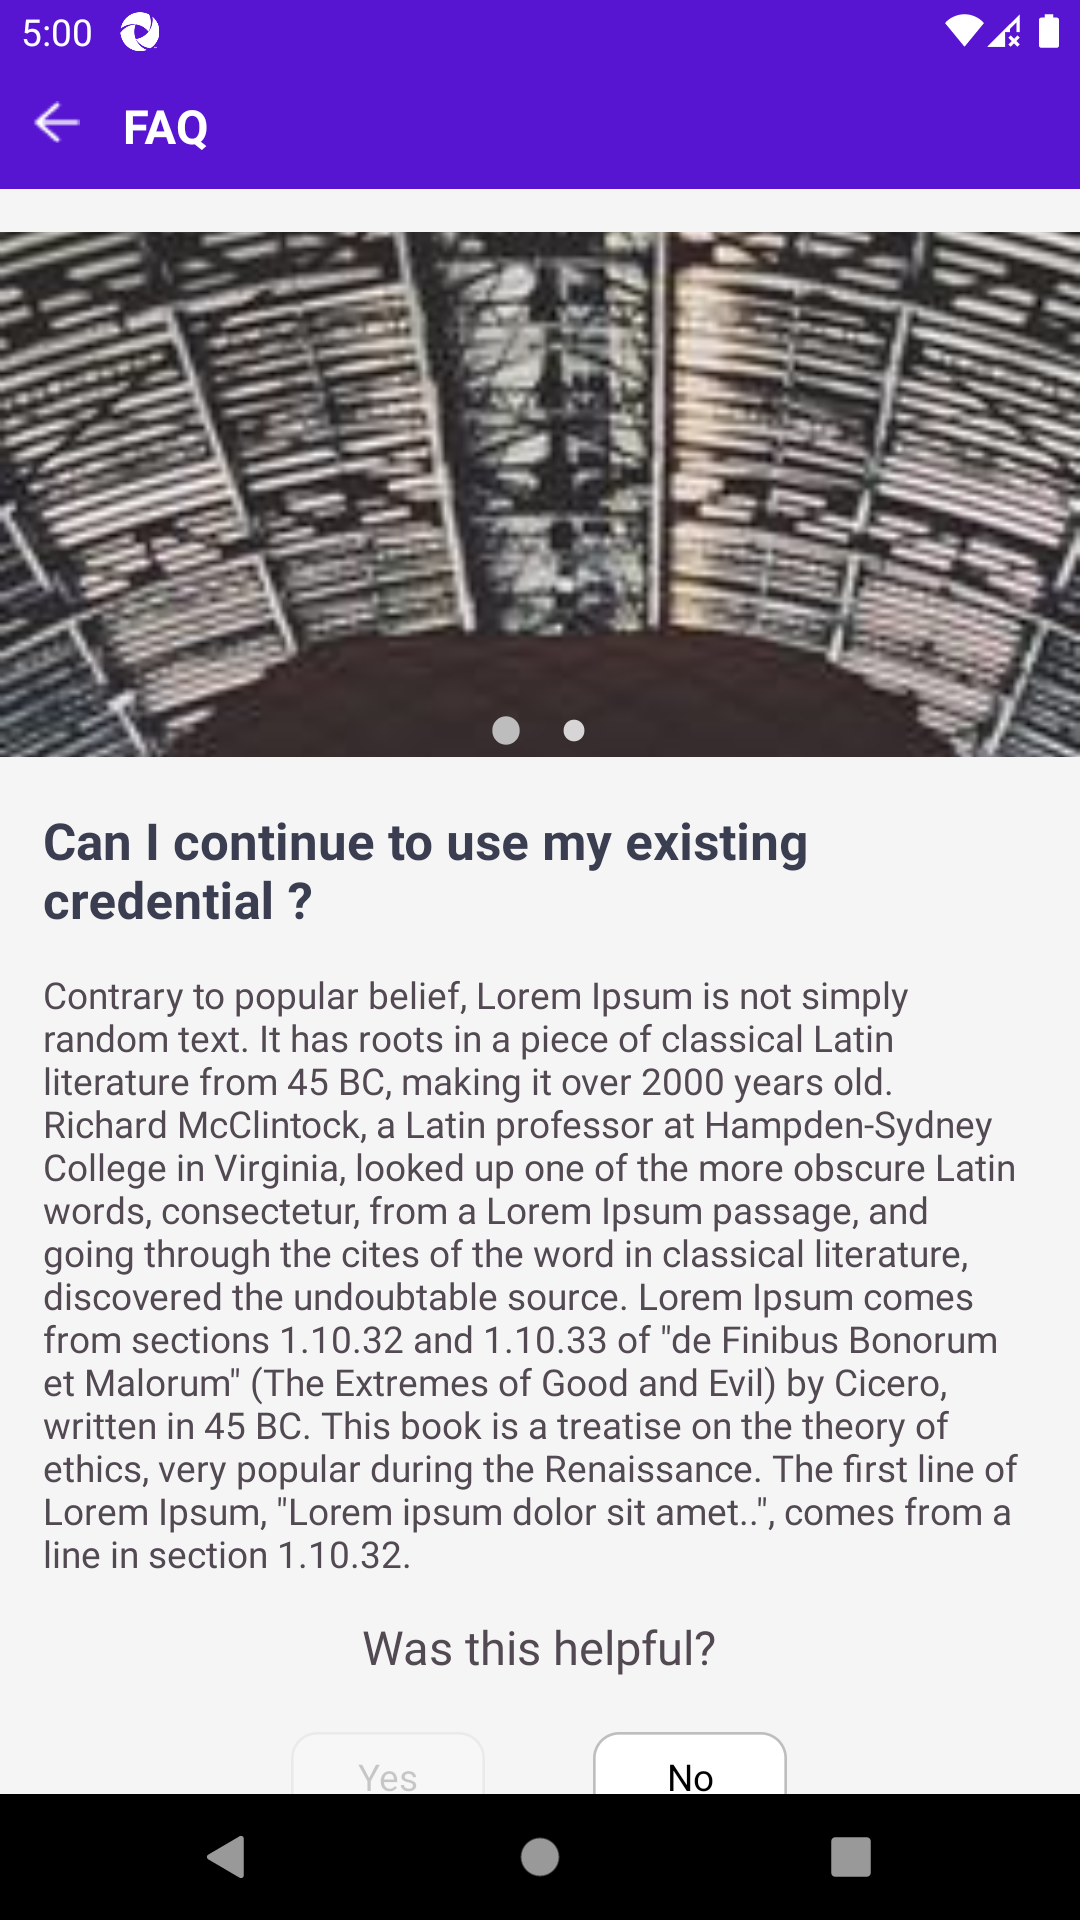 5:00
FAQ
Can I continue to use my existing
credential ?
Contrary to popular belief, Lorem Ipsum is not simply
random text. It has roots in a piece of classical Latin
literature from 45 BC, making it over 2000 years old.
Richard McClintock, a Latin professor at Hampden-Sydney
College in Virginia, looked up one of the more obscure Latin
words, consectetur, from a Lorem Ipsum passage, and
going through the cites of the word in classical literature,
discovered the undoubtable source. Lorem Ipsum comes
from sections 1.10.32 and 1.10.33 of "de Finibus Bonorum
et Malorum" (The Extremes of Good and Evil) by Cicero,
written in 45 BC. This book is a treatise on the theory of
ethics, very popular during the Renaissance. The first line of
Lorem Ipsum, "Lorem ipsum dolor sit amet..", comes from a
line in section 1.10.32.
Was this helpful?
Yes No